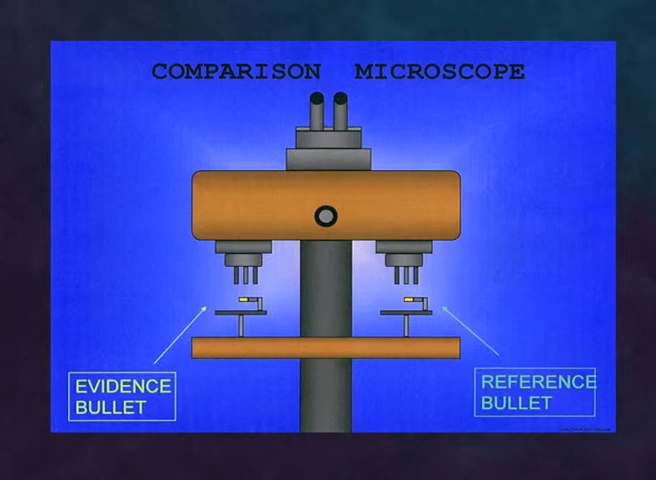 COMPARISON MICROSCOPE
EVIDENCE
BULLET
REFERENCE
BULLET